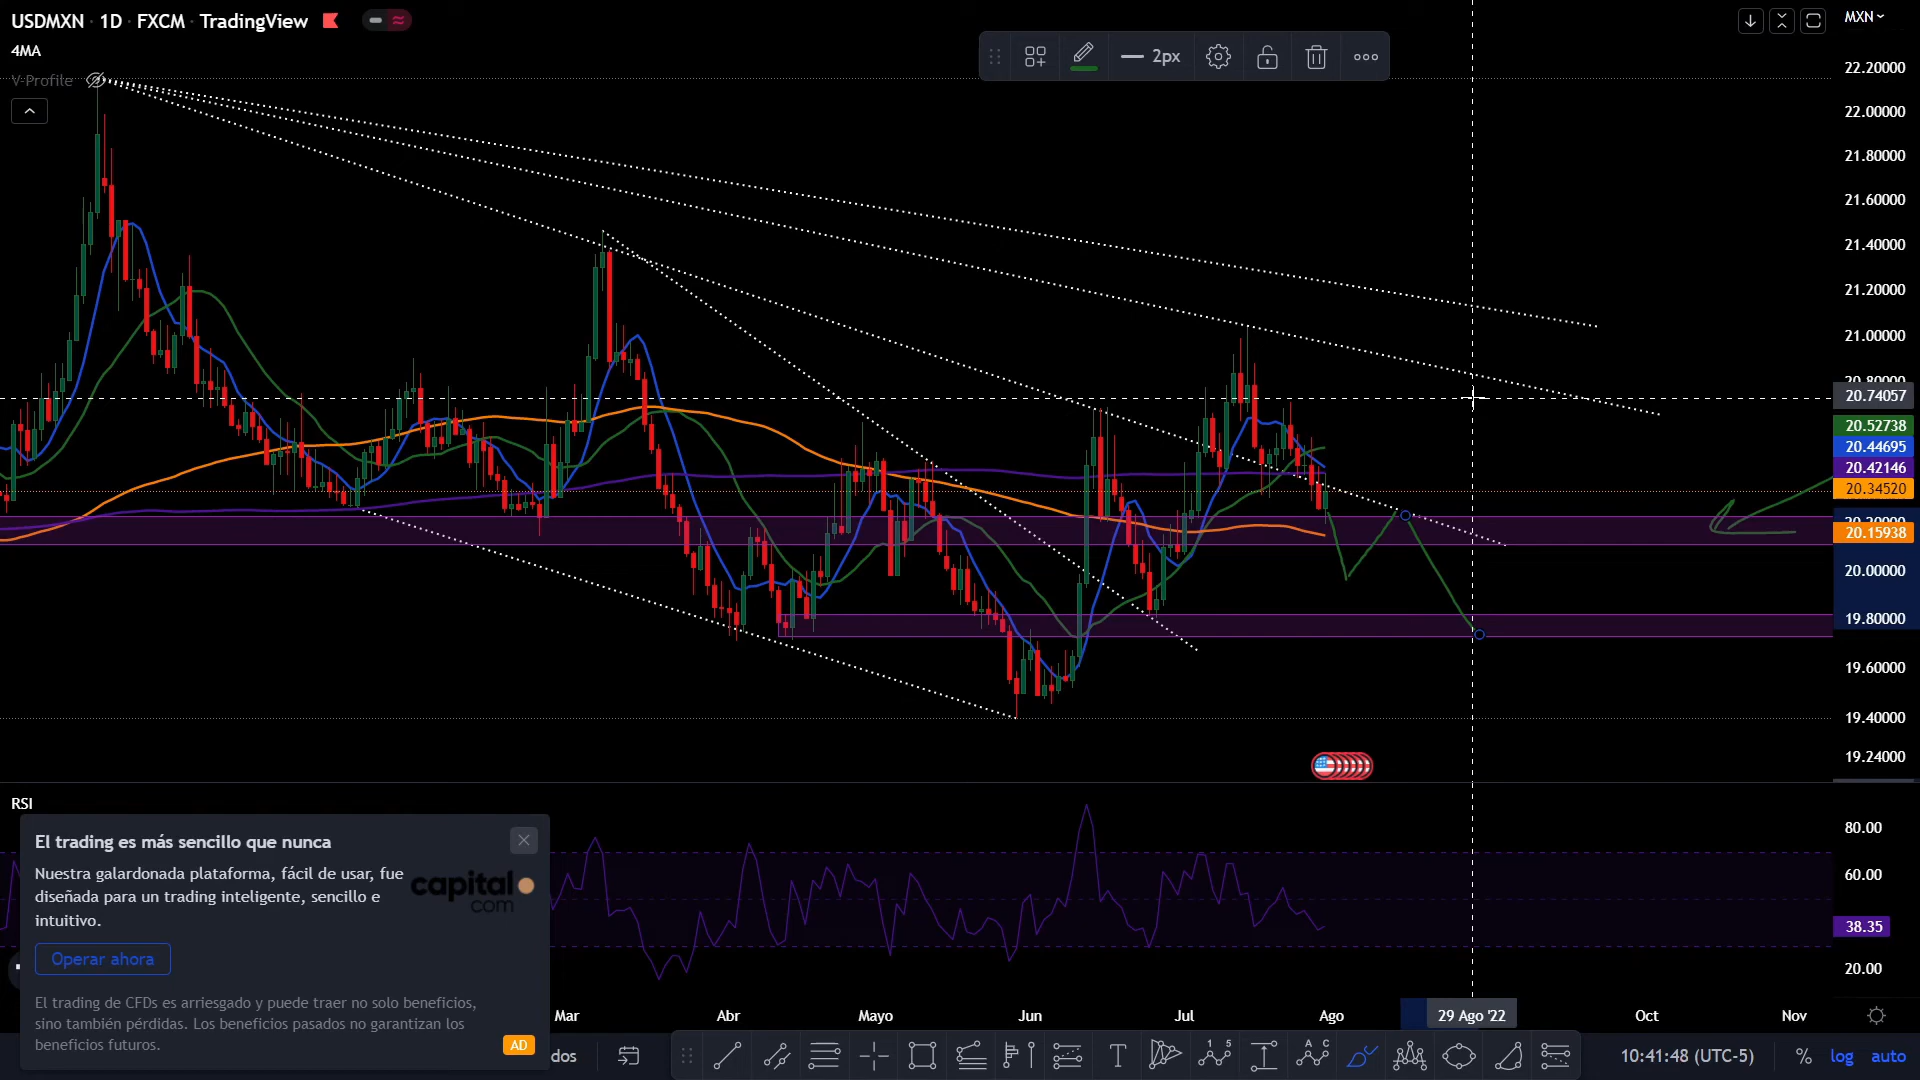 USDMXN · 1D · FXCM · TradingView
MXN
4MA
2px
V-Profile
22.20000
22.00000
21.80000
21.60000
21.40000
21.20000
21.00000
20.80000
20.74057
20.52738
20.44695
20.42146
20.34520
20.20000
20.15938
20.00000
19.80000
19.60000
19.40000
19.24000
RSI
80.00
60.00
38.35
20.00
El trading es más sencillo que nunca
Nuestra galardonada plataforma, fácil de usar, fue
diseñada para un trading inteligente, sencillo e
intuitivo.
capital
com
Operar ahora
El trading de CFDs es arriesgado y puede traer no solo beneficios,
sino también pérdidas. Los beneficios pasados no garantizan los
beneficios futuros.
AD
Mar
Abr
Mayo
Jun
Jul
Ago
29 Ago '22
Oct
Nov
dos
T
1 5
A C
10:41:48 (UTC-5)
%
log
auto